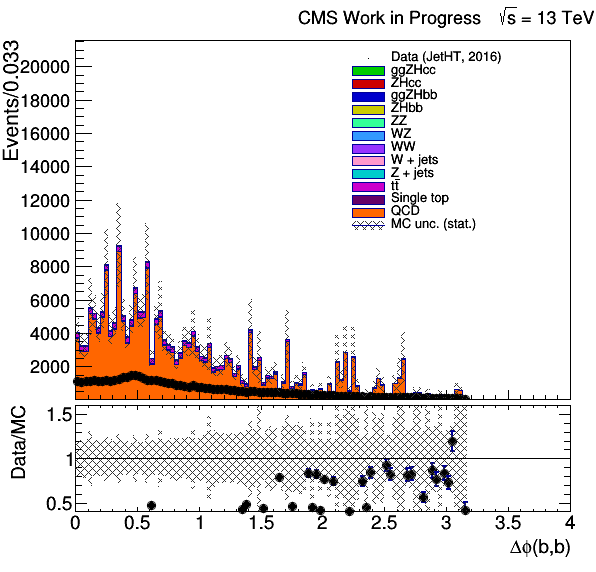 CMS Work in Progress √s = 13 TeV
Events/0.033
20000
18000
16000
14000
12000
10000
8000
6000
4000
2000
Data (JetHT, 2016)
ggZHcc
ZHcc
ggZHbb
ZHbb
ZZ
WZ
WW
W + jets
Z + jets
tt̄
Single top
QCD
MC unc. (stat.)
Data/MC
1.5
1
0.5
0 0.5 1 1.5 2 2.5 3 3.5 4
Δϕ(b,b)